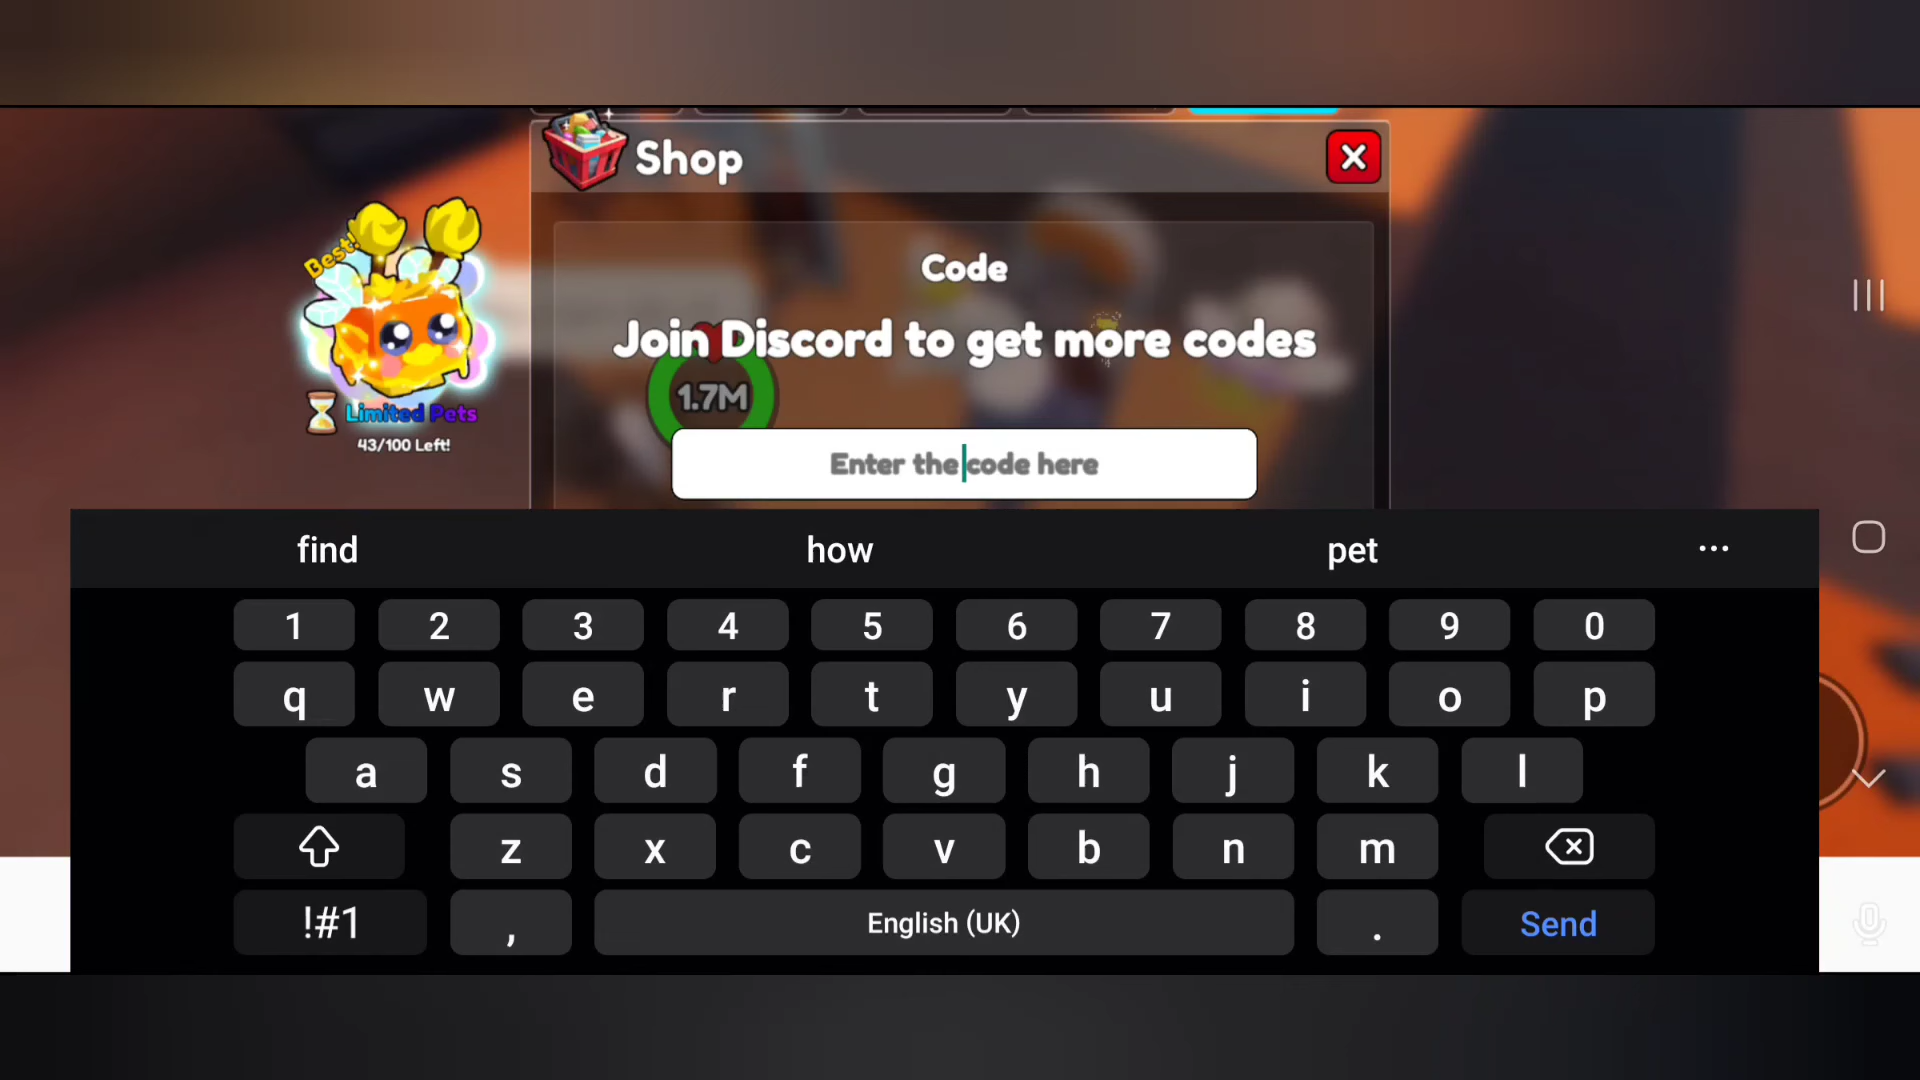 Shop
Code
Join Discord to get more codes
Best!
1.7M
Limited Pets
43/100 Left!
Enter the code here
find how pet ...
1 2 3 4 5 6 7 8 9 0
q w e r t y u i o p
a s d f g h j k l
z x c v b n m
!#1 , English (UK) . Send